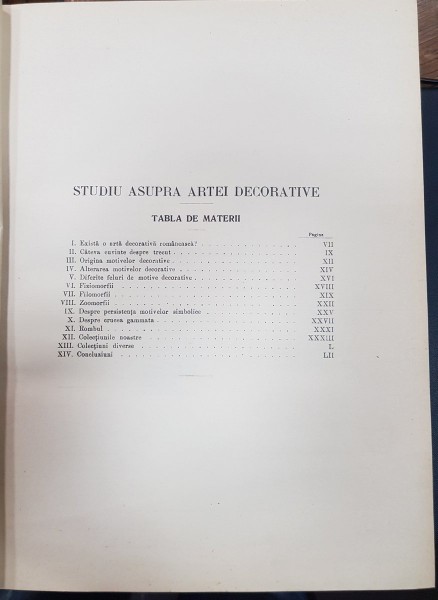 STUDIU ASUPRA ARTEI DECORATIVE
TABLA DE MATERII
Pagina
I. Există o artă decorativă românească? VII
II. Câteva cuvinte despre trecut IX
III. Origina motivelor decorative XII
IV. Alterarea motivelor decorative XIV
V. Diferite feluri de motive decorative XVI
VI. Fiziomorfii XVIII
VII. Filomorfii XIX
VIII. Zoomorfii XXII
IX. Despre persistența motivelor simbolice XXV
X. Despre crucea gammata XXVII
XI. Rombul XXXI
XII. Colecțiunile noastre XXXIII
XIII. Colecțiuni diverse L
XIV. Concluziuni LII